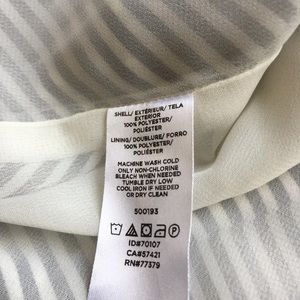 SHELL/ EXTÉRIEUR/ TELA
EXTERIOR
100% POLYESTER/
POLIÉSTER
LINING/ DOUBLURE/ FORRO
100% POLYESTER/
POLIÉSTER
MACHINE WASH COLD
ONLY NON-CHLORINE
BLEACH WHEN NEEDED
TUMBLE DRY LOW
COOL IRON IF NEEDED
OR DRY CLEAN
500193
ID#70107
CA#57421
RN#77379